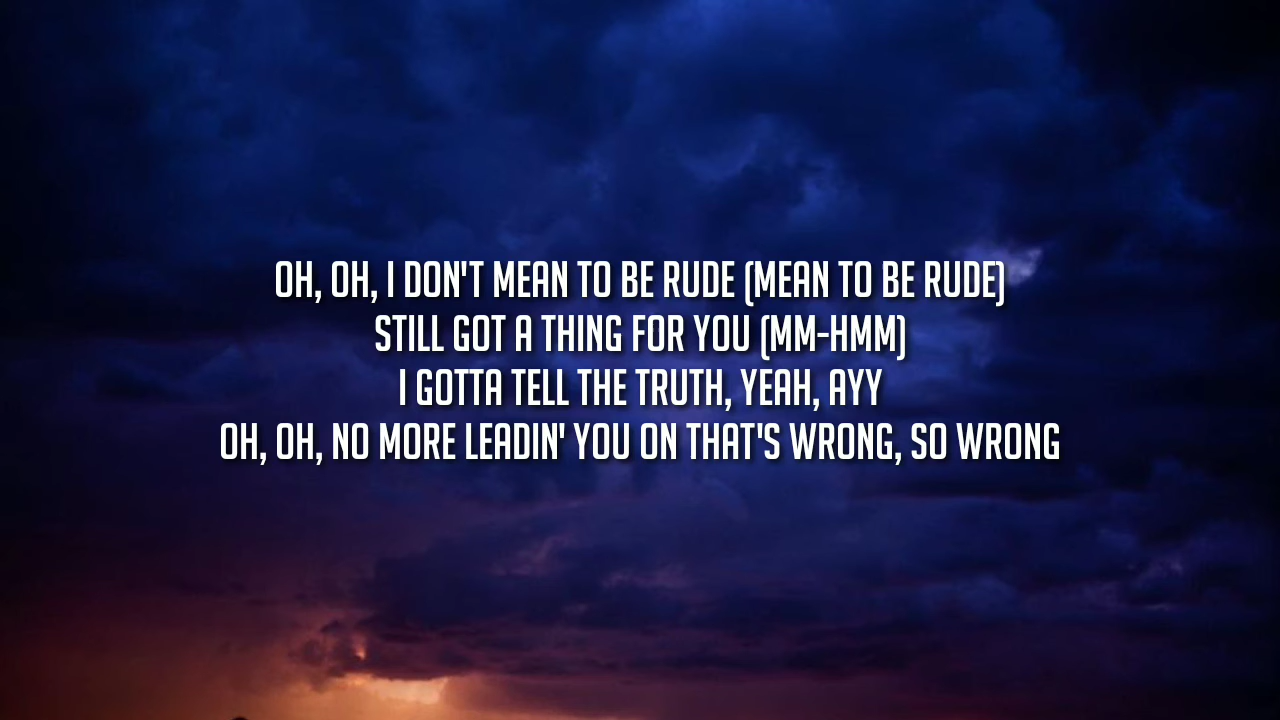 OH, OH, I DON'T MEAN TO BE RUDE (MEAN TO BE RUDE)
STILL GOT A THING FOR YOU (MM-HMM)
I GOTTA TELL THE TRUTH, YEAH, AYY
OH, OH, NO MORE LEADIN' YOU ON THAT'S WRONG, SO WRONG